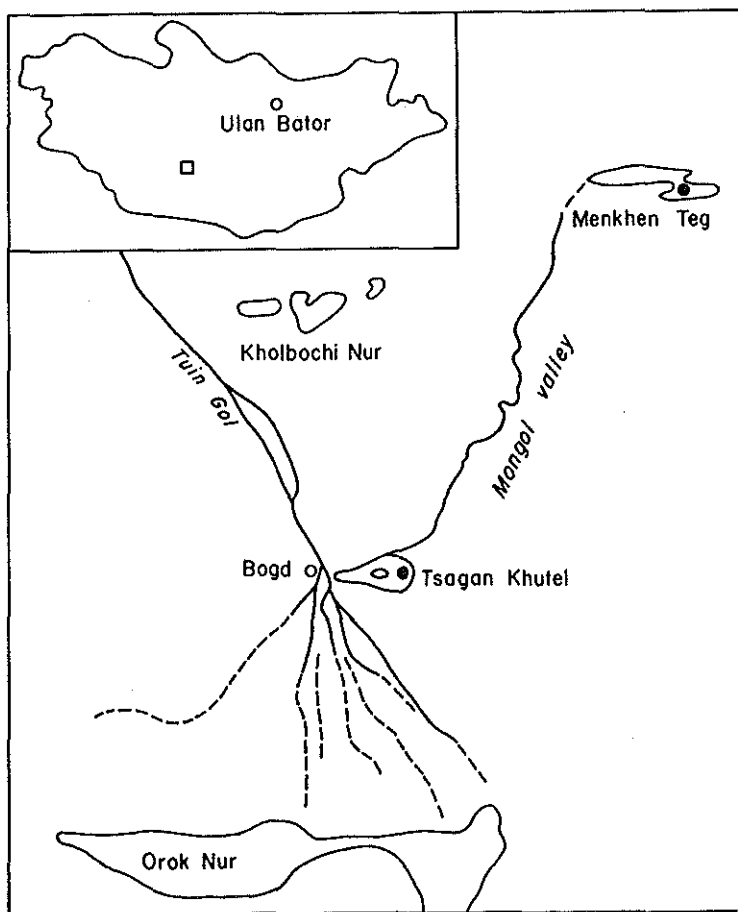 Ulan Bator
Menkhen Teg
Kholbochi Nur
Tuin Gol
Mongol valley
Bogd
Tsagan Khutel
Orok Nur